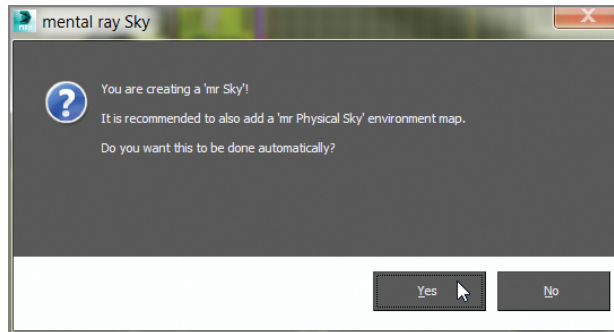 mental ray Sky
You are creating a 'mr Sky'!
It is recommended to also add a 'mr Physical Sky' environment map.
Do you want this to be done automatically?
Yes
No